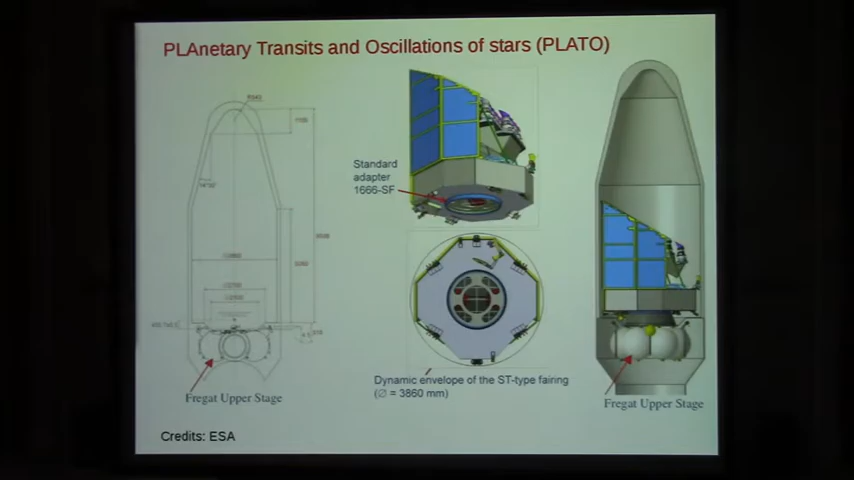 PLAnetary Transits and Oscillations of stars (PLATO)
Standard
adapter
1666-SF
Dynamic envelope of the ST-type fairing
(∅ = 3860 mm)
Fregat Upper Stage
Fregat Upper Stage
Credits: ESA